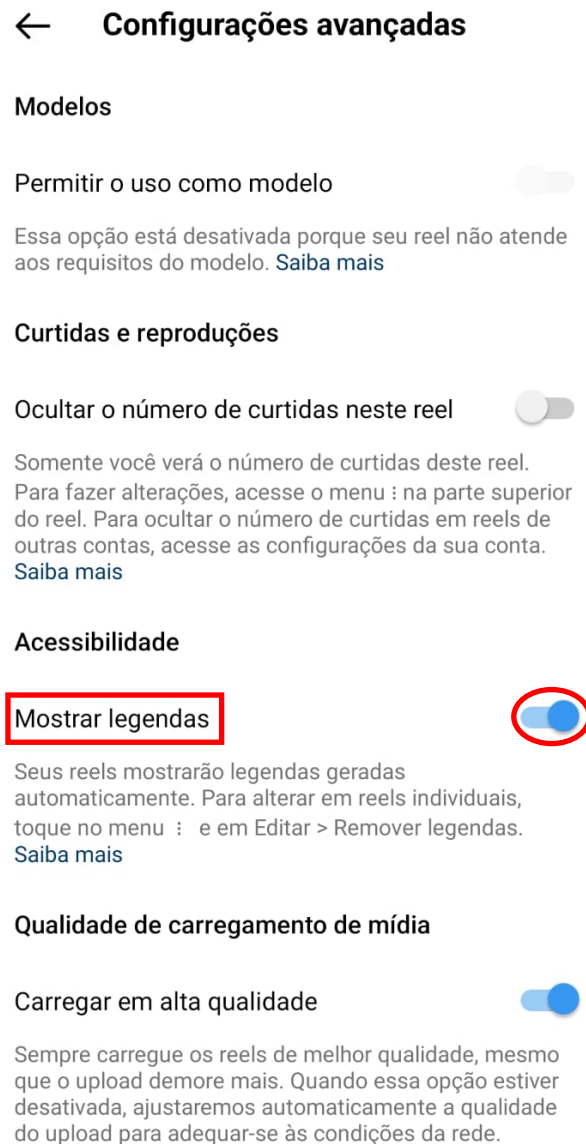 Configurações avançadas
Modelos
Permitir o uso como modelo
Essa opção está desativada porque seu reel não atende
aos requisitos do modelo. Saiba mais
Curtidas e reproduções
Ocultar o número de curtidas neste reel
Somente você verá o número de curtidas deste reel.
Para fazer alterações, acesse o menu ⋮ na parte superior
do reel. Para ocultar o número de curtidas em reels de
outras contas, acesse as configurações da sua conta.
Saiba mais
Acessibilidade
Mostrar legendas
Seus reels mostrarão legendas geradas
automaticamente. Para alterar em reels individuais,
toque no menu ⋮ e em Editar > Remover legendas.
Saiba mais
Qualidade de carregamento de mídia
Carregar em alta qualidade
Sempre carregue os reels de melhor qualidade, mesmo
que o upload demore mais. Quando essa opção estiver
desativada, ajustaremos automaticamente a qualidade
do upload para adequar-se às condições da rede.